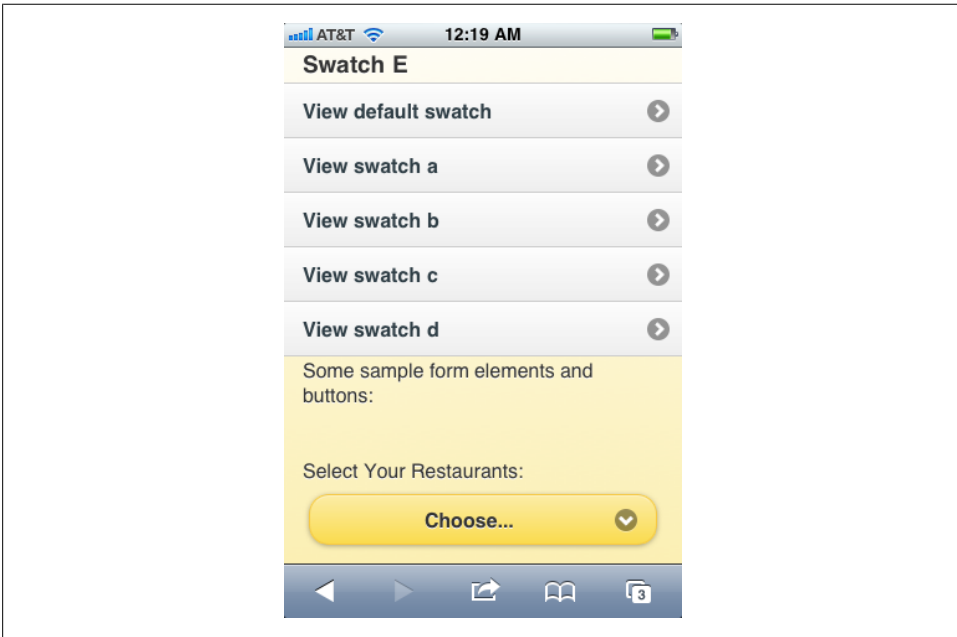 AT&T 12:19 AM
Swatch E
View default swatch
View swatch a
View swatch b
View swatch c
View swatch d
Some sample form elements and
buttons:
Select Your Restaurants:
Choose...
3